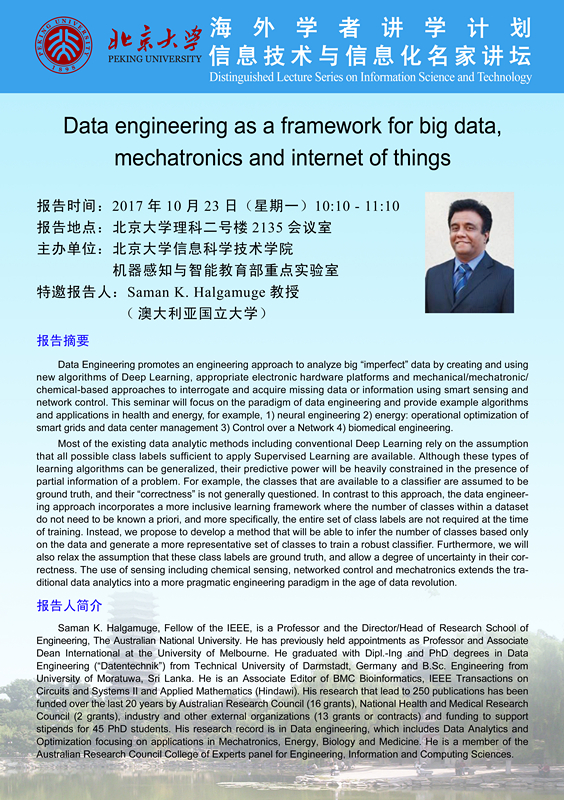 PEKING UNIVERSITY
1898
北京大学
PEKING UNIVERSITY
海外学者讲学计划
信息技术与信息化名家讲坛
Distinguished Lecture Series on Information Science and Technology
Data engineering as a framework for big data,
mechatronics and internet of things
报告时间：2017 年 10 月 23 日（星期一）10:10 - 11:10
报告地点：北京大学理科二号楼 2135 会议室
主办单位：北京大学信息科学技术学院
机器感知与智能教育部重点实验室
特邀报告人：Saman K. Halgamuge 教授
（ 澳大利亚国立大学）
报告摘要
Data Engineering promotes an engineering approach to analyze big “imperfect” data by creating and using
new algorithms of Deep Learning, appropriate electronic hardware platforms and mechanical/mechatronic/
chemical-based approaches to interrogate and acquire missing data or information using smart sensing and
network control. This seminar will focus on the paradigm of data engineering and provide example algorithms
and applications in health and energy, for example, 1) neural engineering 2) energy: operational optimization of
smart grids and data center management 3) Control over a Network 4) biomedical engineering.
Most of the existing data analytic methods including conventional Deep Learning rely on the assumption
that all possible class labels sufficient to apply Supervised Learning are available. Although these types of
learning algorithms can be generalized, their predictive power will be heavily constrained in the presence of
partial information of a problem. For example, the classes that are available to a classifier are assumed to be
ground truth, and their “correctness” is not generally questioned. In contrast to this approach, the data engineer-
ing approach incorporates a more inclusive learning framework where the number of classes within a dataset
do not need to be known a priori, and more specifically, the entire set of class labels are not required at the time
of training. Instead, we propose to develop a method that will be able to infer the number of classes based only
on the data and generate a more representative set of classes to train a robust classifier. Furthermore, we will
also relax the assumption that these class labels are ground truth, and allow a degree of uncertainty in their cor-
rectness. The use of sensing including chemical sensing, networked control and mechatronics extends the tra-
ditional data analytics into a more pragmatic engineering paradigm in the age of data revolution.
报告人简介
Saman K. Halgamuge, Fellow of the IEEE, is a Professor and the Director/Head of Research School of
Engineering, The Australian National University. He has previously held appointments as Professor and Associate
Dean International at the University of Melbourne. He graduated with Dipl.-Ing and PhD degrees in Data
Engineering (“Datentechnik”) from Technical University of Darmstadt, Germany and B.Sc. Engineering from
University of Moratuwa, Sri Lanka. He is an Associate Editor of BMC Bioinformatics, IEEE Transactions on
Circuits and Systems II and Applied Mathematics (Hindawi). His research that lead to 250 publications has been
funded over the last 20 years by Australian Research Council (16 grants), National Health and Medical Research
Council (2 grants), industry and other external organizations (13 grants or contracts) and funding to support
stipends for 45 PhD students. His research record is in Data engineering, which includes Data Analytics and
Optimization focusing on applications in Mechatronics, Energy, Biology and Medicine. He is a member of the
Australian Research Council College of Experts panel for Engineering, Information and Computing Sciences.